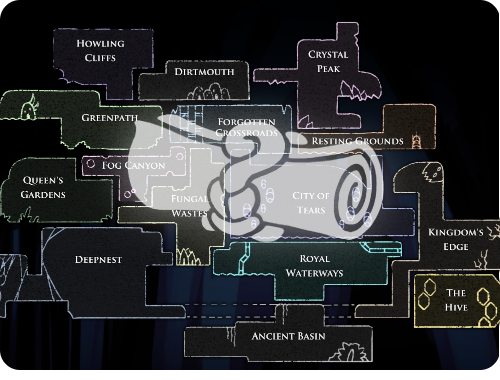 HOWLING
CLIFFS
CRYSTAL
PEAK
DIRTMOUTH
GREENPATH
FORGOTTEN
CROSSROADS
RESTING GROUNDS
FOG CANYON
QUEEN'S
GARDENS
FUNGAL
WASTES
CITY OF
TEARS
KINGDOM'S
EDGE
DEEPNEST
ROYAL
WATERWAYS
THE
HIVE
ANCIENT BASIN